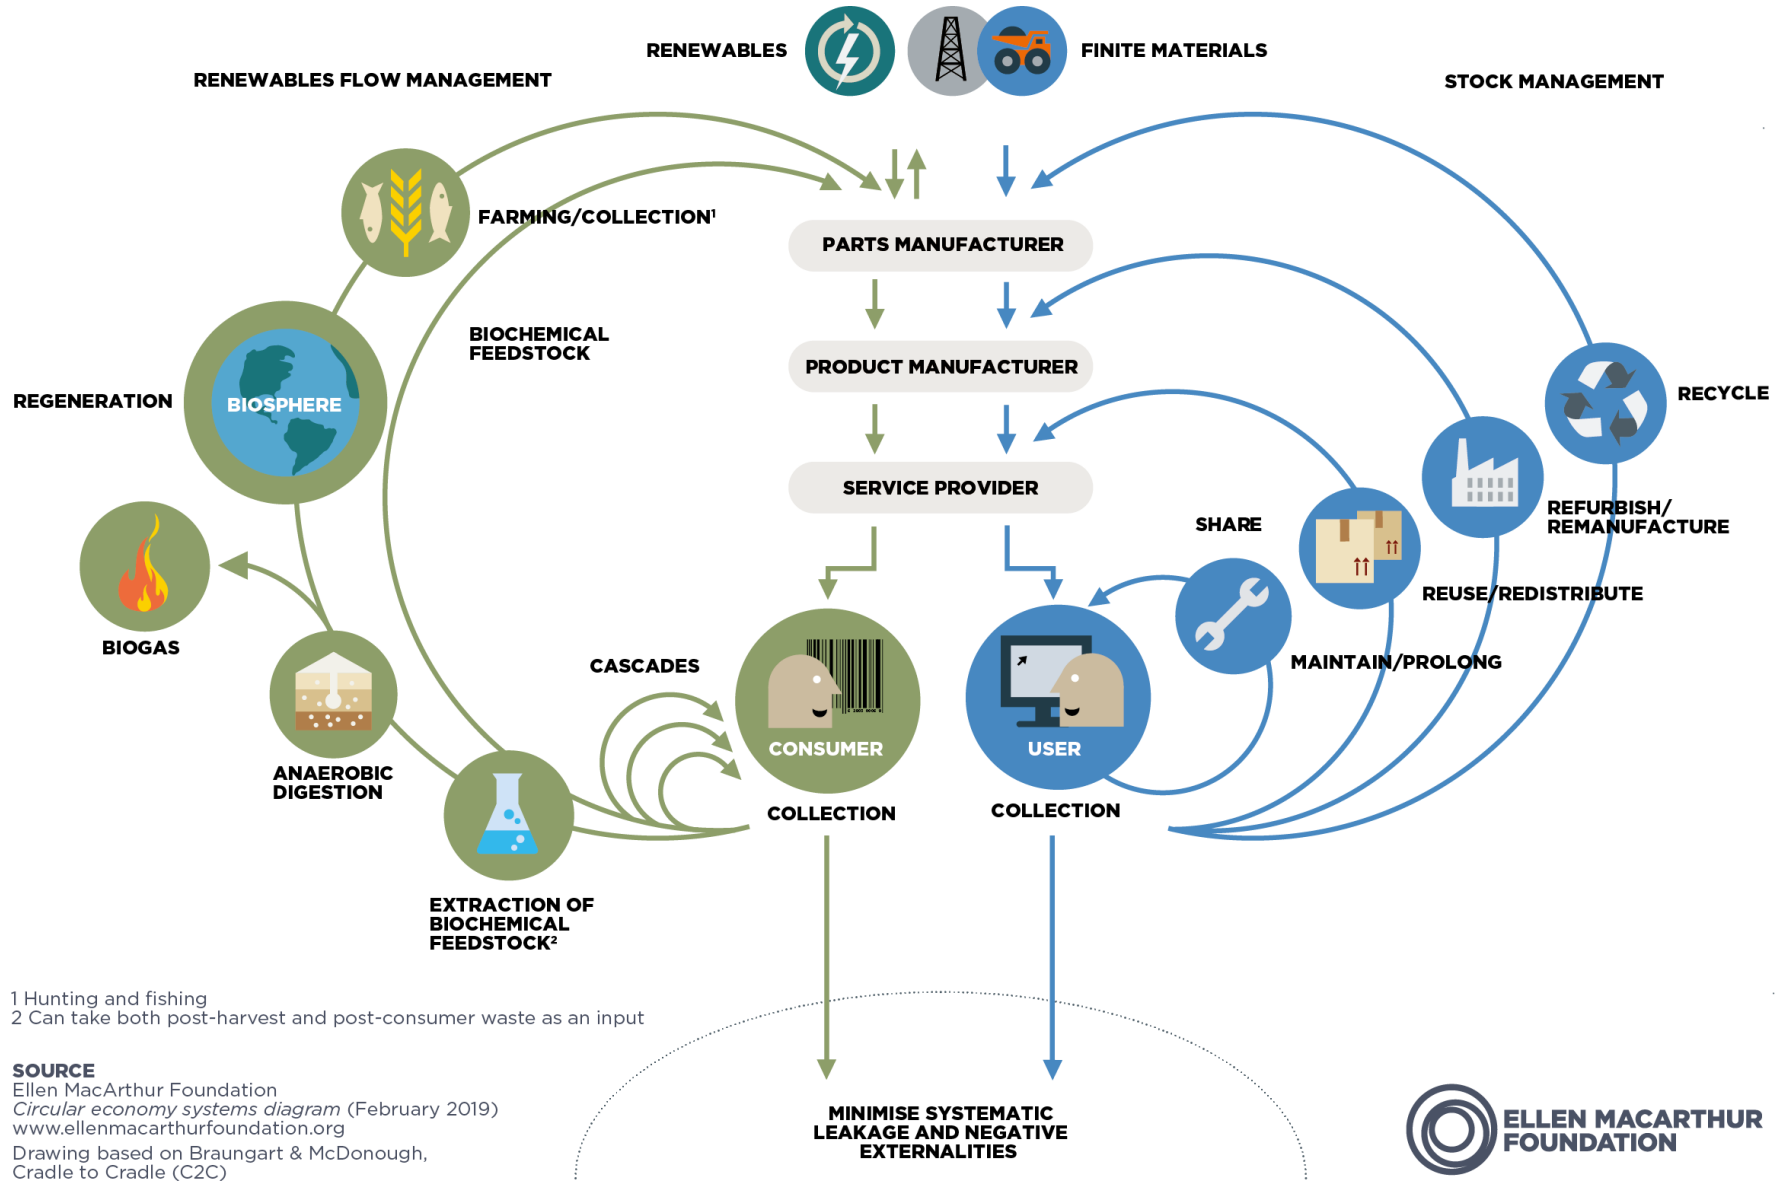 RENEWABLES
FINITE MATERIALS
RENEWABLES FLOW MANAGEMENT
STOCK MANAGEMENT
FARMING/COLLECTION¹
PARTS MANUFACTURER
BIOCHEMICAL
FEEDSTOCK
PRODUCT MANUFACTURER
REGENERATION
BIOSPHERE
RECYCLE
SERVICE PROVIDER
SHARE
REFURBISH/
REMANUFACTURE
REUSE/REDISTRIBUTE
BIOGAS
CASCADES
MAINTAIN/PROLONG
CONSUMER
USER
ANAEROBIC
DIGESTION
COLLECTION
COLLECTION
EXTRACTION OF
BIOCHEMICAL
FEEDSTOCK²
1 Hunting and fishing
2 Can take both post-harvest and post-consumer waste as an input
SOURCE
Ellen MacArthur Foundation
Circular economy systems diagram (February 2019)
www.ellenmacarthurfoundation.org
Drawing based on Braungart & McDonough,
Cradle to Cradle (C2C)
MINIMISE SYSTEMATIC
LEAKAGE AND NEGATIVE
EXTERNALITIES
ELLEN MACARTHUR
FOUNDATION